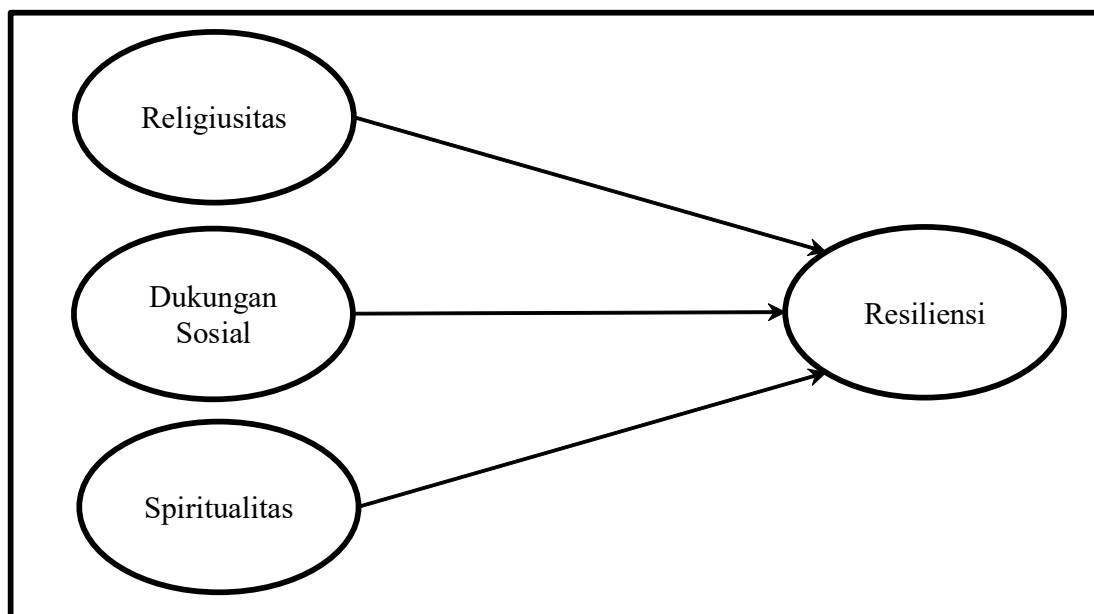 Religiusitas
Dukungan
Sosial
Resiliensi
Spiritualitas